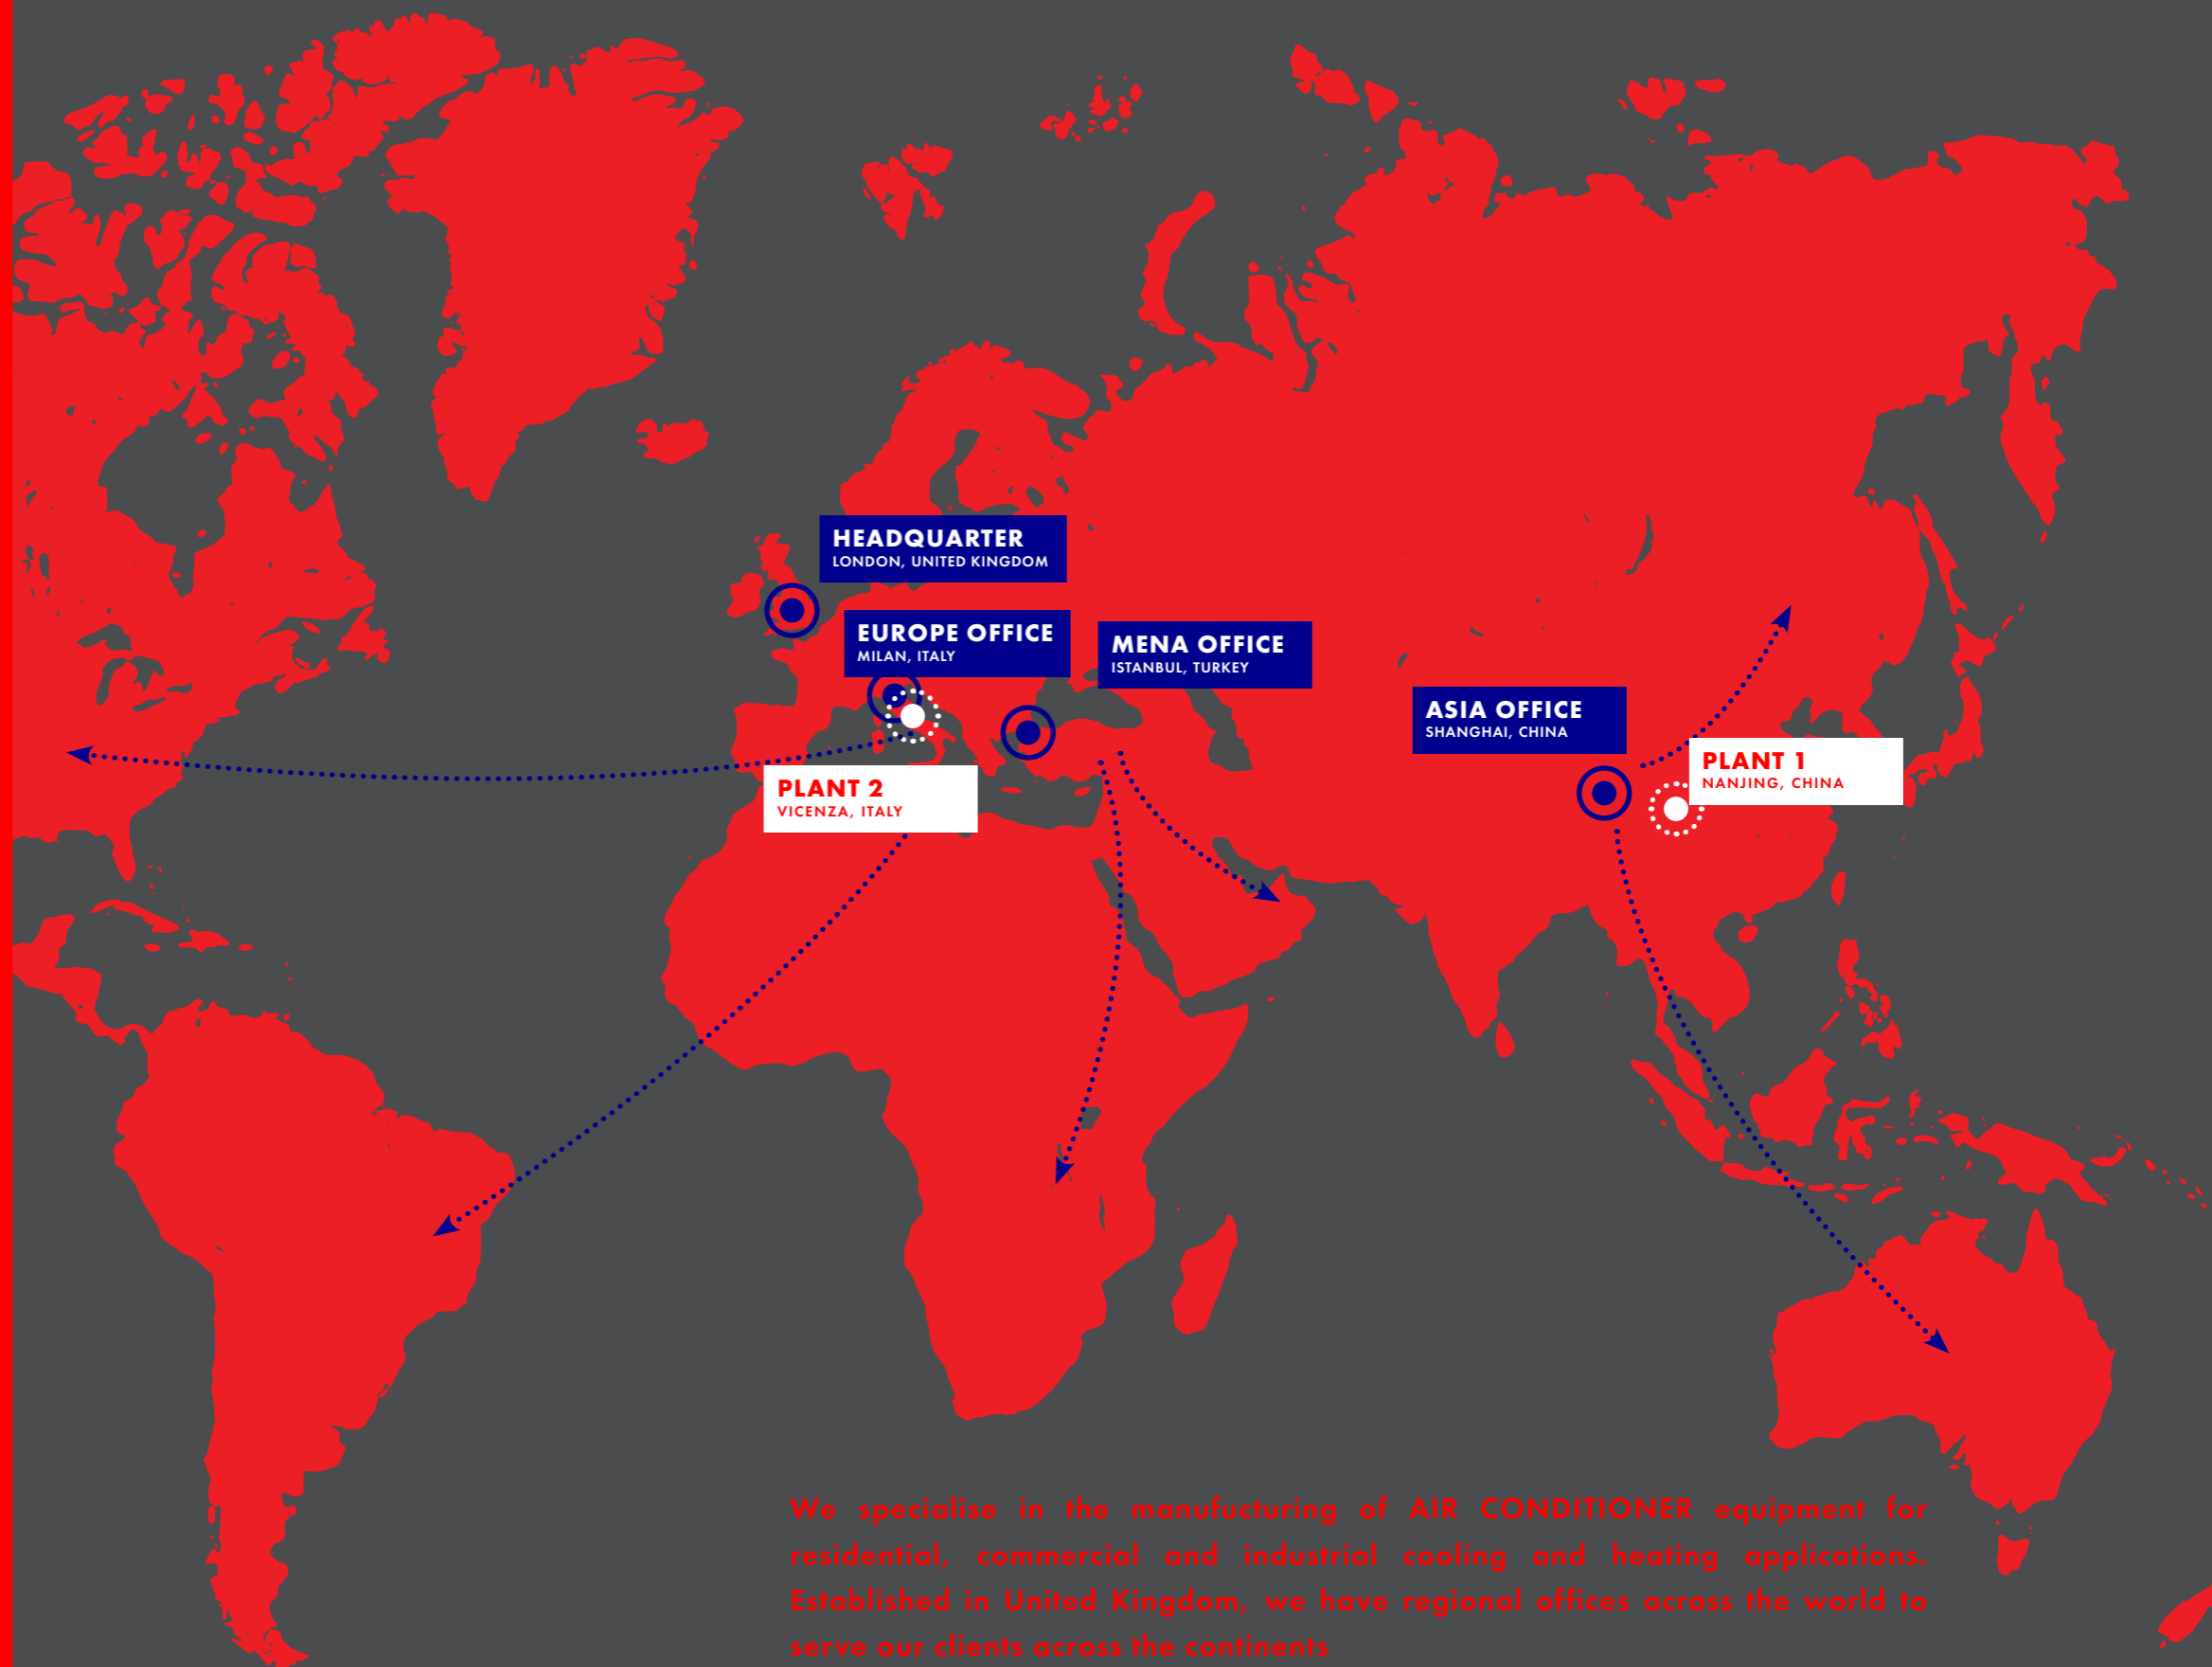 HEADQUARTER
LONDON, UNITED KINGDOM
EUROPE OFFICE
MILAN, ITALY
MENA OFFICE
ISTANBUL, TURKEY
ASIA OFFICE
SHANGHAI, CHINA
PLANT 1
NANJING, CHINA
PLANT 2
VICENZA, ITALY
We specialise in the manufucturing of AIR CONDITIONER equipment for
residential, commercial and industrial cooling and heating applications.
Established in United Kingdom, we have regional offices across the world to
serve our clients across the continents